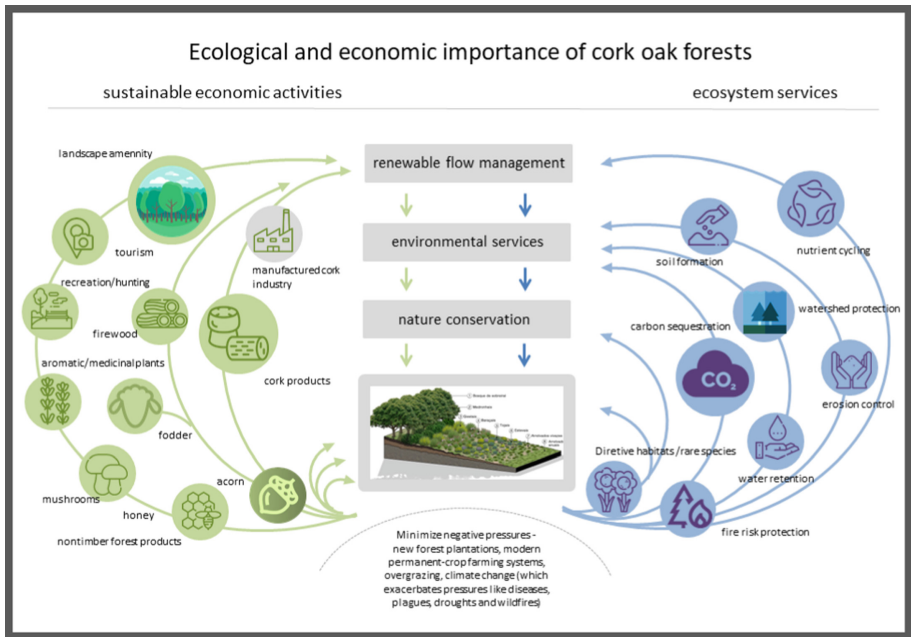 Ecological and economic importance of cork oak forests
sustainable economic activities
ecosystem services
landscape amennity
tourism
recreation/hunting
firewood
aromatic/medicinal plants
fodder
mushrooms
honey
nontimber forest products
acorn
manufactured cork
industry
cork products
renewable flow management
environmental services
nature conservation
nutrient cycling
soil formation
watershed protection
carbon sequestration
CO₂
erosion control
Diretive habitats /rare species
water retention
fire risk protection
Minimize negative pressures -
new forest plantations, modern
permanent-crop farming systems,
overgrazing, climate change (which
exacerbates pressures like diseases,
plagues, droughts and wildfires)